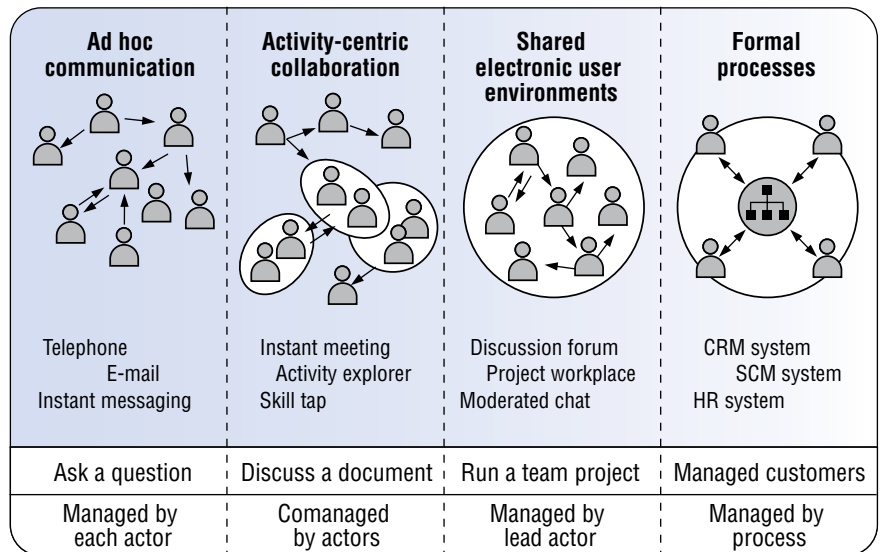 Ad hoc
communication
Telephone
E-mail
Instant messaging
Ask a question
Managed by
each actor
Activity-centric
collaboration
Instant meeting
Activity explorer
Skill tap
Discuss a document
Comanaged
by actors
Shared
electronic user
environments
Discussion forum
Project workplace
Moderated chat
Run a team project
Managed by
lead actor
Formal
processes
CRM system
SCM system
HR system
Managed customers
Managed by
process